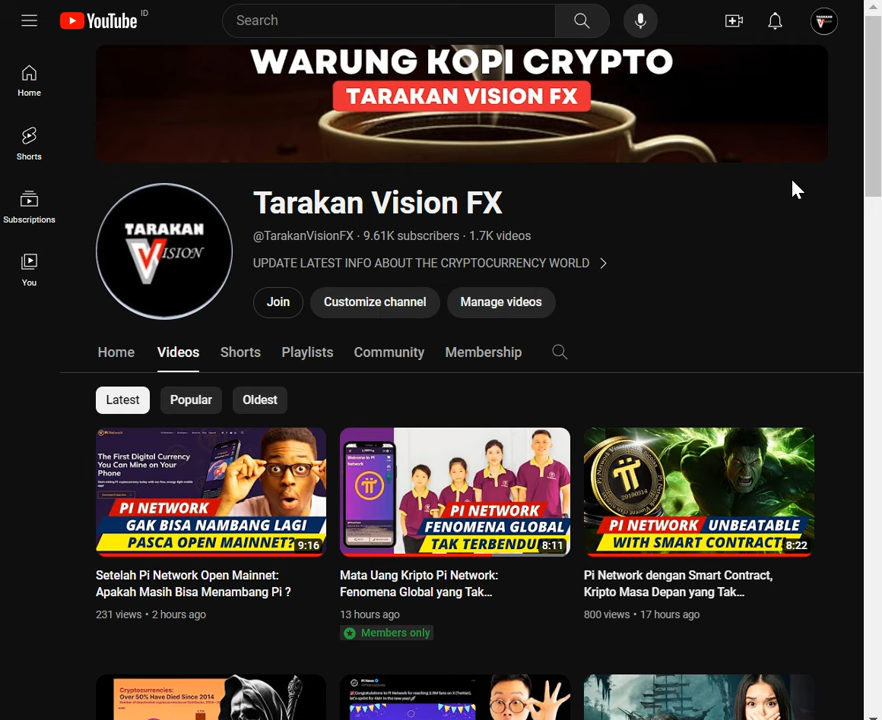 YouTube ID
Search
WARUNG KOPI CRYPTO
TARAKAN VISION FX
Home
Shorts
Subscriptions
You
TARAKAN
VISION
Tarakan Vision FX
@TarakanVisionFX · 9.61K subscribers · 1.7K videos
UPDATE LATEST INFO ABOUT THE CRYPTOCURRENCY WORLD
Join
Customize channel
Manage videos
Home
Videos
Shorts
Playlists
Community
Membership
Latest
Popular
Oldest
The First Digital Currency
You Can Mine on Your
Phone
PI NETWORK
GAK BISA NAMBANG LAGI
PASCA OPEN MAINNET?
9:16
Setelah Pi Network Open Mainnet:
Apakah Masih Bisa Menambang Pi ?
231 views • 2 hours ago
PI NETWORK
FENOMENA GLOBAL
TAK TERBENDU
8:11
Mata Uang Kripto Pi Network:
Fenomena Global yang Tak...
13 hours ago
Members only
PI NETWORK UNBEATABLE
WITH SMART CONTRACT
8:22
Pi Network dengan Smart Contract,
Kripto Masa Depan yang Tak...
800 views • 17 hours ago
Cryptocurrencies:
Over 50% Have Died Since 2014